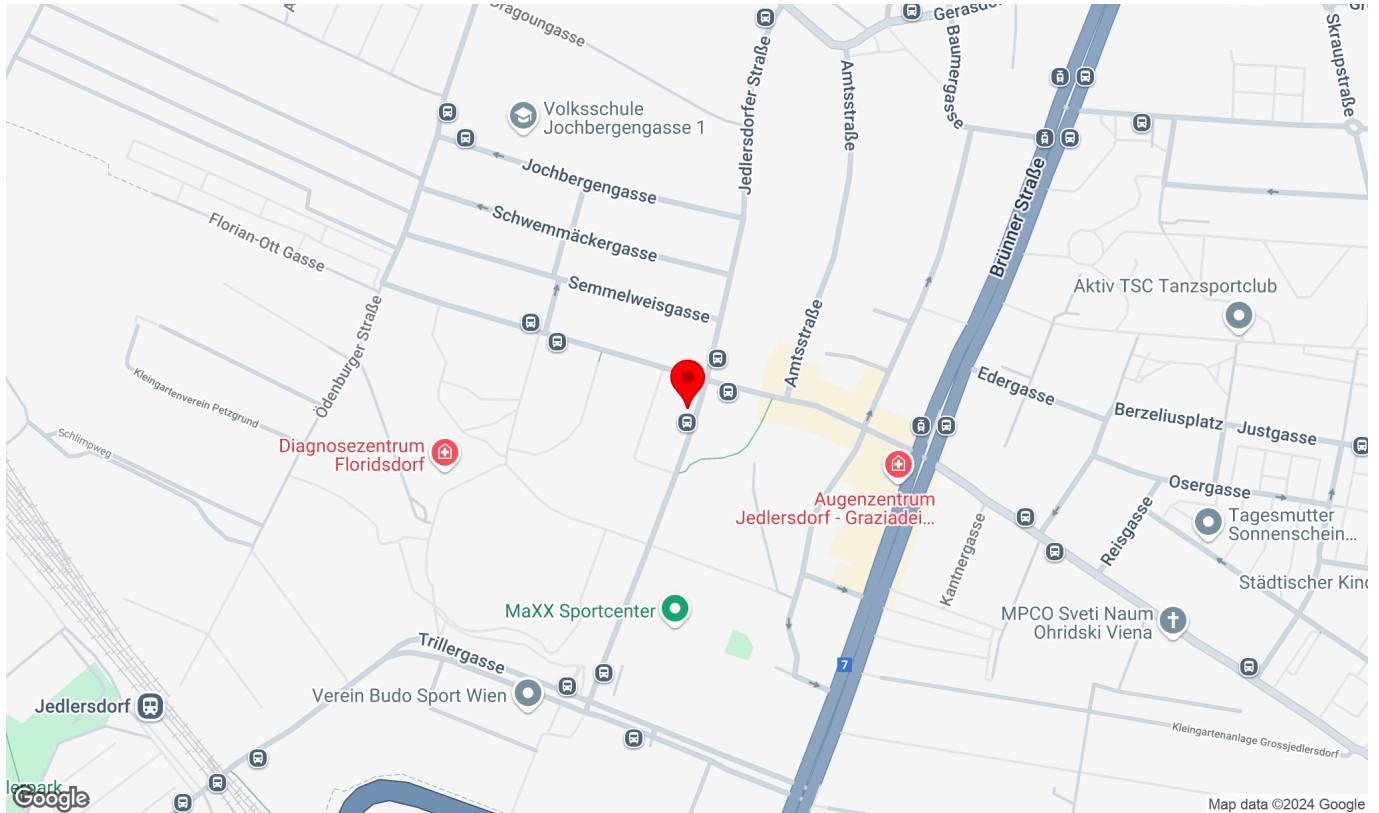 Dragoungasse
Gerasdo
Skraupstraße
Baumergasse
Jedlersdorfer Straße
Amtsstraße
Volksschule
Jochbergengasse 1
Jochbergengasse
Schwemmäckergasse
Florian-Ott Gasse
Brünner Straße
Semmelweisgasse
Aktiv TSC Tanzsportclub
Ödenburger Straße
Amtsstraße
Edergasse
Kleingartenverein Petzgrund
Berzeliusplatz
Justgasse
Schlimpweg
Diagnosezentrum
Floridsdorf
Augenzentrum
Jedlersdorf - Graziadei...
Osergasse
Reisgasse
Tagesmutter
Sonnenschein...
Kantnergasse
Städtischer Kind
MaXX Sportcenter
MPCO Sveti Naum
Ohridski Viena
Trillergasse
7
Verein Budo Sport Wien
Jedlersdorf
Kleingartenanlage Grossjedlersdorf
lerpark
Google
Map data ©2024 Google